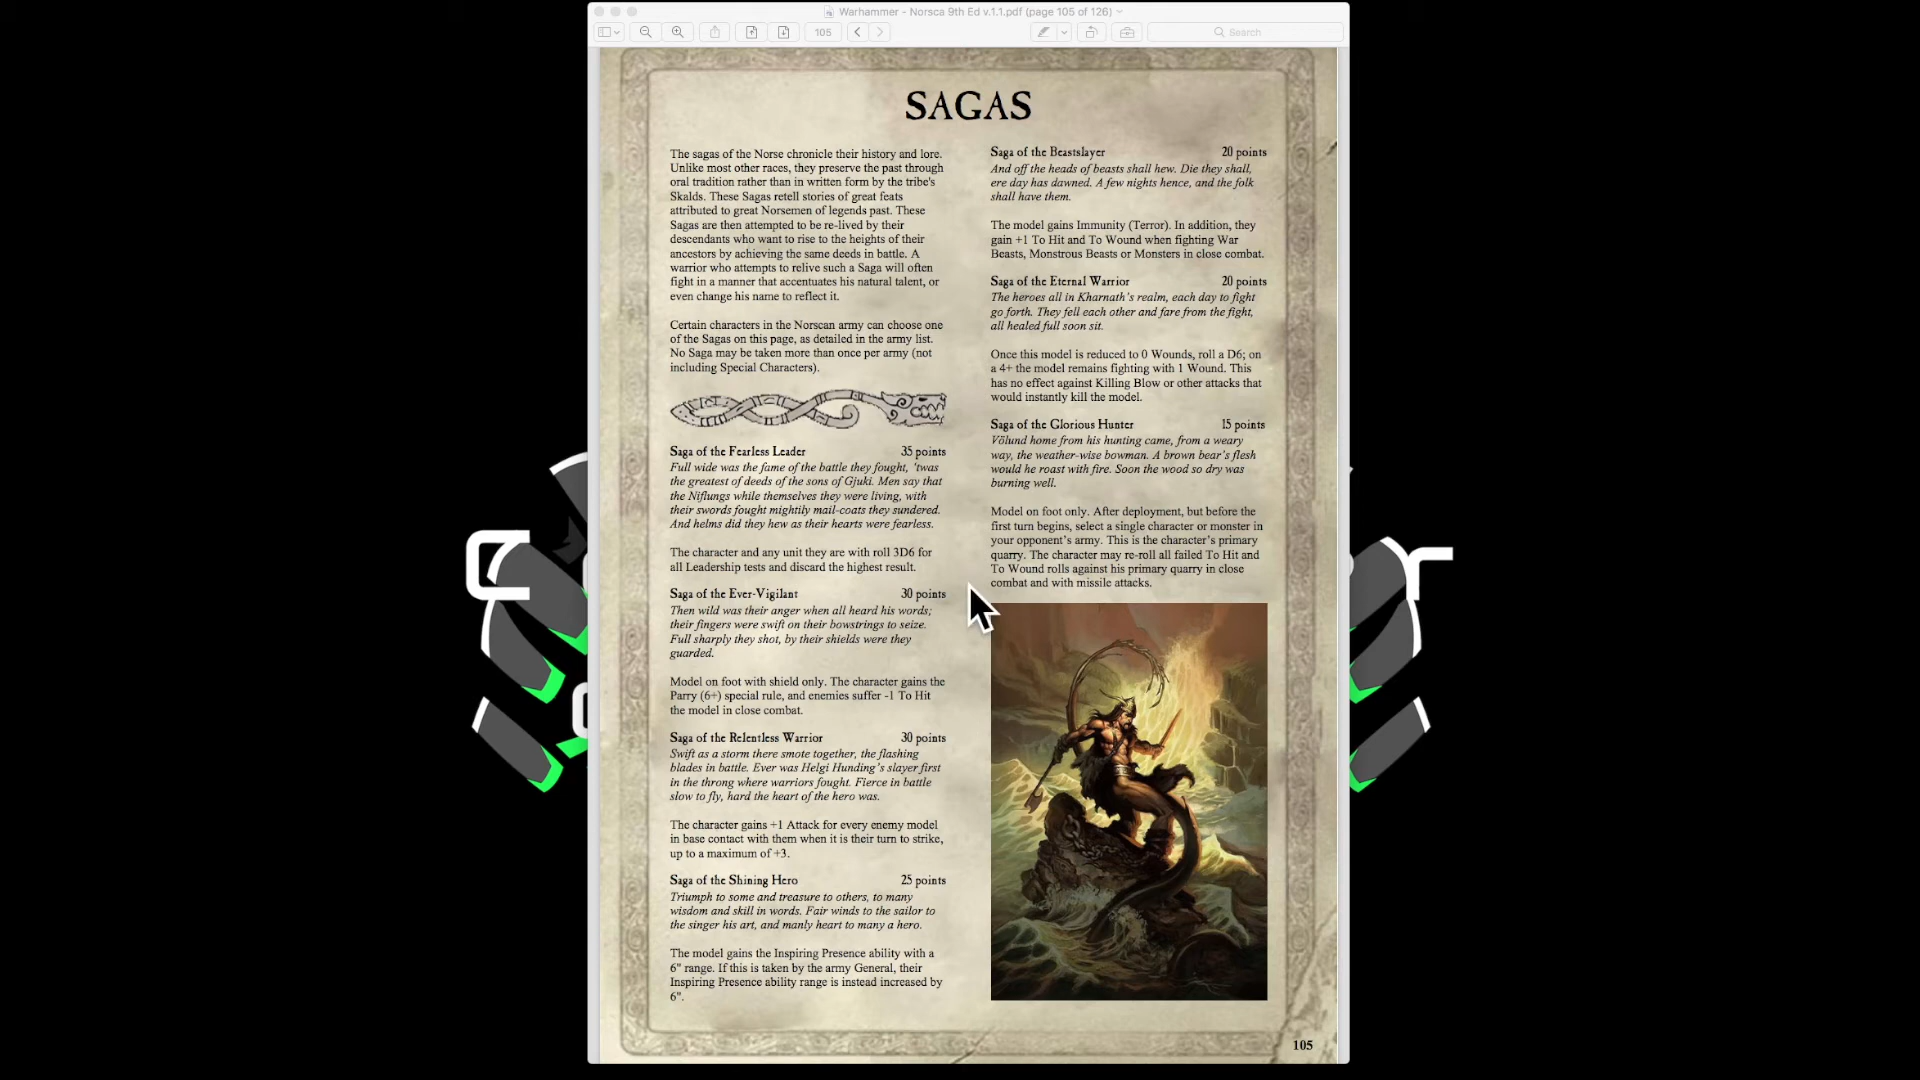 Warhammer - Norsca 9th Ed v.1.1.pdf (page 105 of 126)
105
Search
SAGAS
The sagas of the Norse chronicle their history and lore.
Unlike most other races, they preserve the past through
oral tradition rather than in written form by the tribe's
Skalds. These Sagas retell stories of great feats
attributed to great Norsemen of legends past. These
Sagas are then attempted to be re-lived by their
descendants who want to rise to the heights of their
ancestors by achieving the same deeds in battle. A
warrior who attempts to relive such a Saga will often
fight in a manner that accentuates his natural talent, or
even change his name to reflect it.
Certain characters in the Norscan army can choose one
of the Sagas on this page, as detailed in the army list.
No Saga may be taken more than once per army (not
including Special Characters).
Saga of the Fearless Leader 35 points
Full wide was the fame of the battle they fought, 'twas
the greatest of deeds of the sons of Gjuki. Men say that
the Niflungs while themselves they were living, with
their swords fought mightily mail-coats they sundered.
And helms did they hew as their hearts were fearless.
The character and any unit they are with roll 3D6 for
all Leadership tests and discard the highest result.
Saga of the Ever-Vigilant 30 points
Then wild was their anger when all heard his words;
their fingers were swift on their bowstrings to seize.
Full sharply they shot, by their shields were they
guarded.
Model on foot with shield only. The character gains the
Parry (6+) special rule, and enemies suffer -1 To Hit
the model in close combat.
Saga of the Relentless Warrior 30 points
Swift as a storm there smote together, the flashing
blades in battle. Ever was Helgi Hunding's slayer first
in the throng where warriors fought. Fierce in battle
slow to fly, hard the heart of the hero was.
The character gains +1 Attack for every enemy model
in base contact with them when it is their turn to strike,
up to a maximum of +3.
Saga of the Shining Hero 25 points
Triumph to some and treasure to others, to many
wisdom and skill in words. Fair winds to the sailor to
the singer his art, and manly heart to many a hero.
The model gains the Inspiring Presence ability with a
6" range. If this is taken by the army General, their
Inspiring Presence ability range is instead increased by
6".
Saga of the Beastslayer 20 points
And off the heads of beasts shall hew. Die they shall,
ere day has dawned. A few nights hence, and the folk
shall have them.
The model gains Immunity (Terror). In addition, they
gain +1 To Hit and To Wound when fighting War
Beasts, Monstrous Beasts or Monsters in close combat.
Saga of the Eternal Warrior 20 points
The heroes all in Kharnath's realm, each day to fight
go forth. They fell each other and fare from the fight,
all healed full soon sit.
Once this model is reduced to 0 Wounds, roll a D6; on
a 4+ the model remains fighting with 1 Wound. This
has no effect against Killing Blow or other attacks that
would instantly kill the model.
Saga of the Glorious Hunter 15 points
Völund home from his hunting came, from a weary
way, the weather-wise bowman. A brown bear's flesh
would he roast with fire. Soon the wood so dry was
burning well.
Model on foot only. After deployment, but before the
first turn begins, select a single character or monster in
your opponent's army. This is the character's primary
quarry. The character may re-roll all failed To Hit and
To Wound rolls against his primary quarry in close
combat and with missile attacks.
105